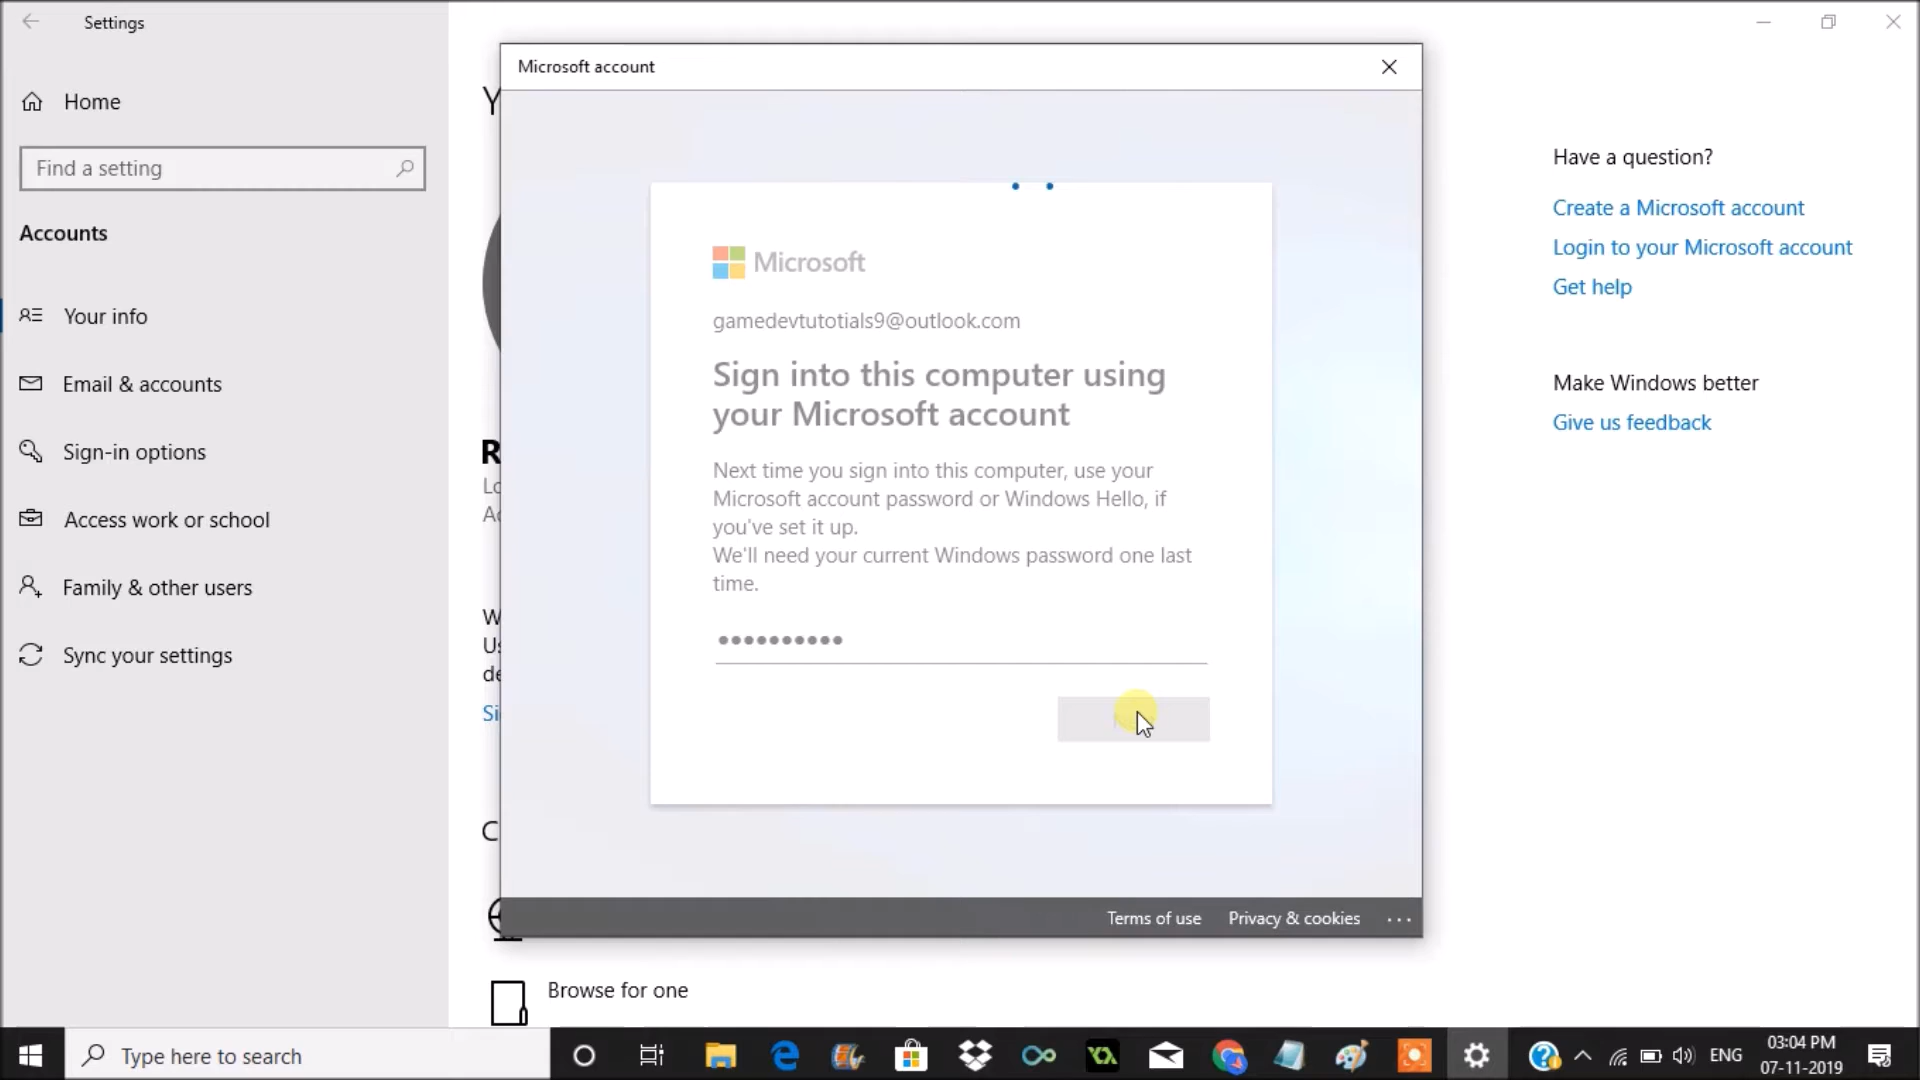 Settings
Home
Find a setting
Accounts
Your info
Email & accounts
Sign-in options
Access work or school
Family & other users
Sync your settings
Microsoft account
Microsoft
gamedevtutotials9@outlook.com
Sign into this computer using
your Microsoft account
Next time you sign into this computer, use your
Microsoft account password or Windows Hello, if
you've set it up.
We'll need your current Windows password one last
time.
Terms of use
Privacy & cookies
Browse for one
Have a question?
Create a Microsoft account
Login to your Microsoft account
Get help
Make Windows better
Give us feedback
Type here to search
ENG
03:04 PM
07-11-2019